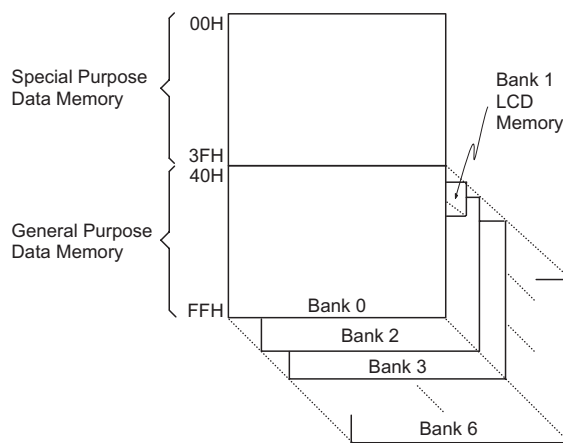 00H
Special Purpose
Data Memory
3FH
40H
General Purpose
Data Memory
FFH
Bank 1
LCD
Memory
Bank 0
Bank 2
Bank 3
Bank 6